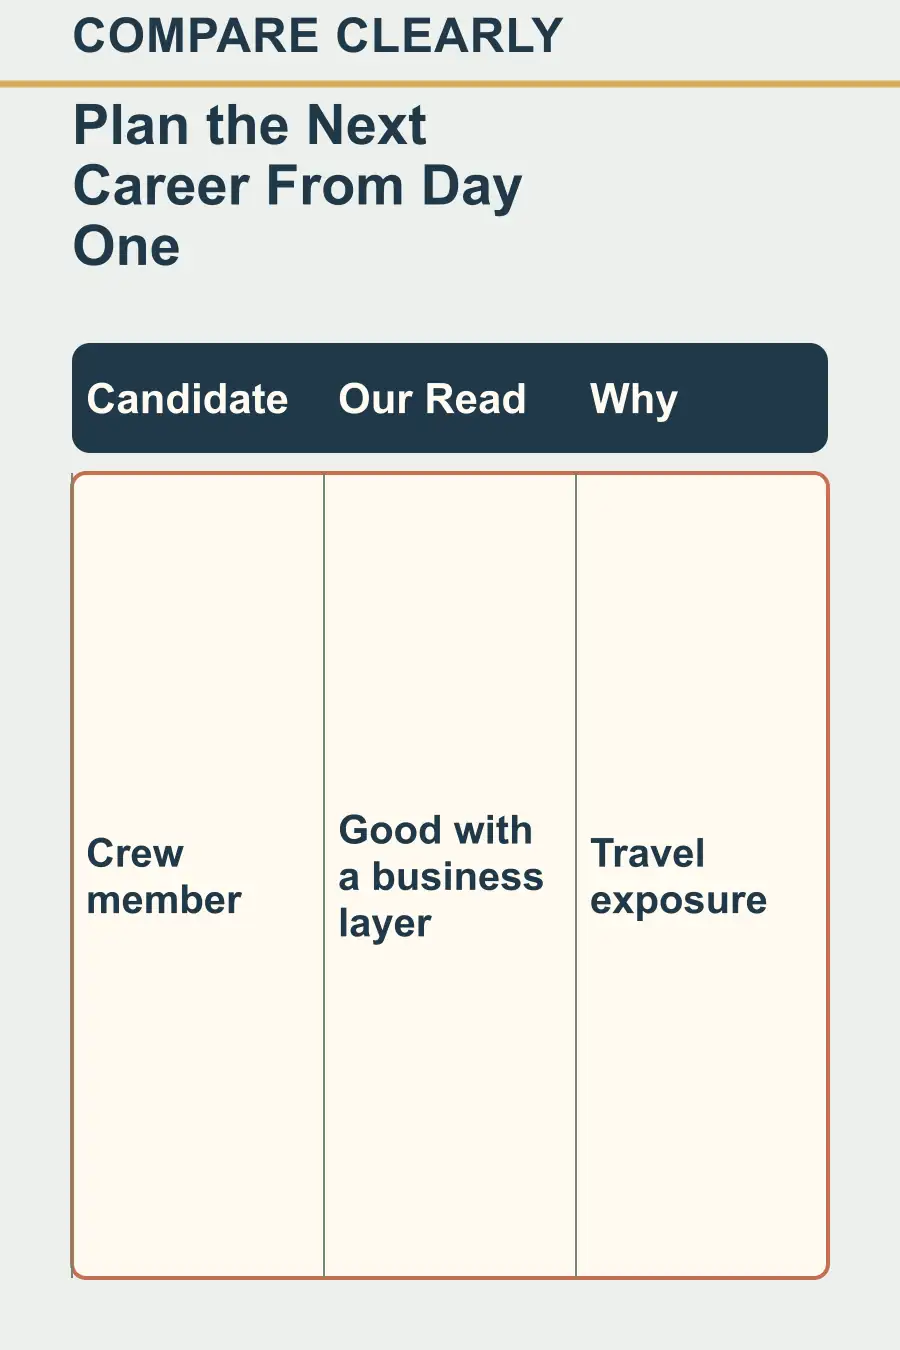 COMPARE CLEARLY
Plan the Next
Career From Day
One
Candidate Our Read Why
Crew
member
Good with
a business
layer
Travel
exposure